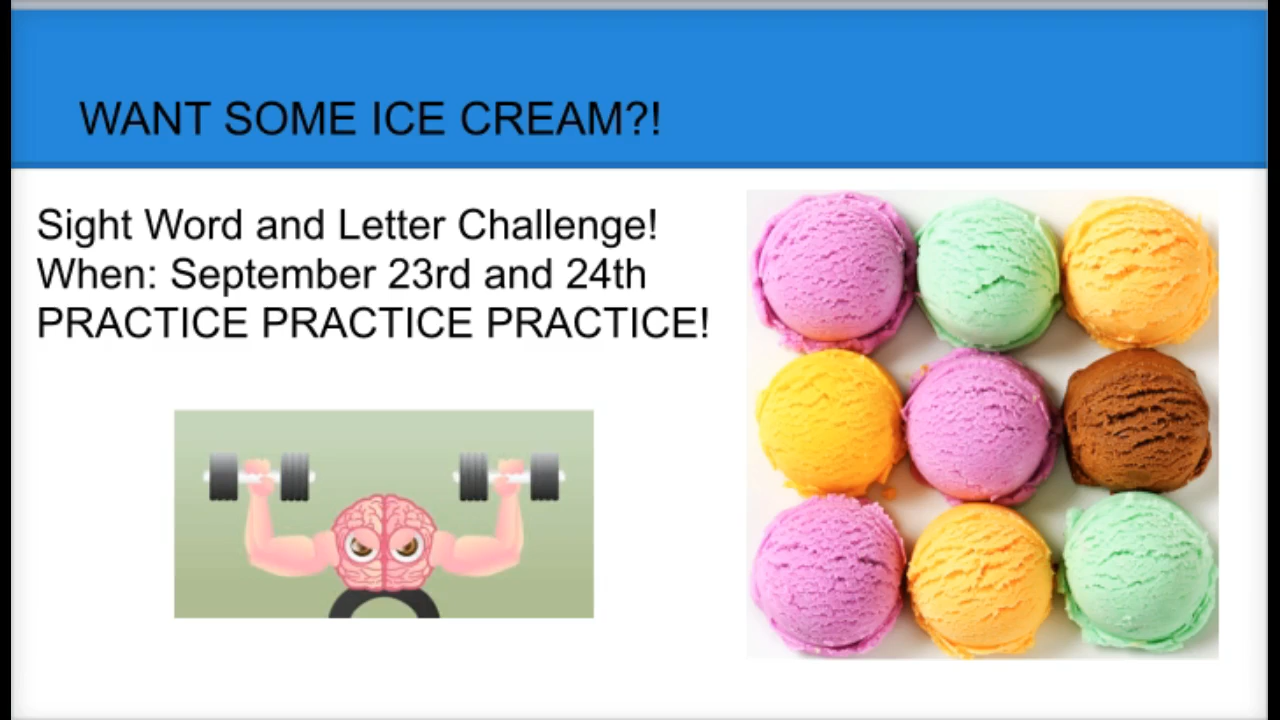 WANT SOME ICE CREAM?!
Sight Word and Letter Challenge!
When: September 23rd and 24th
PRACTICE PRACTICE PRACTICE!